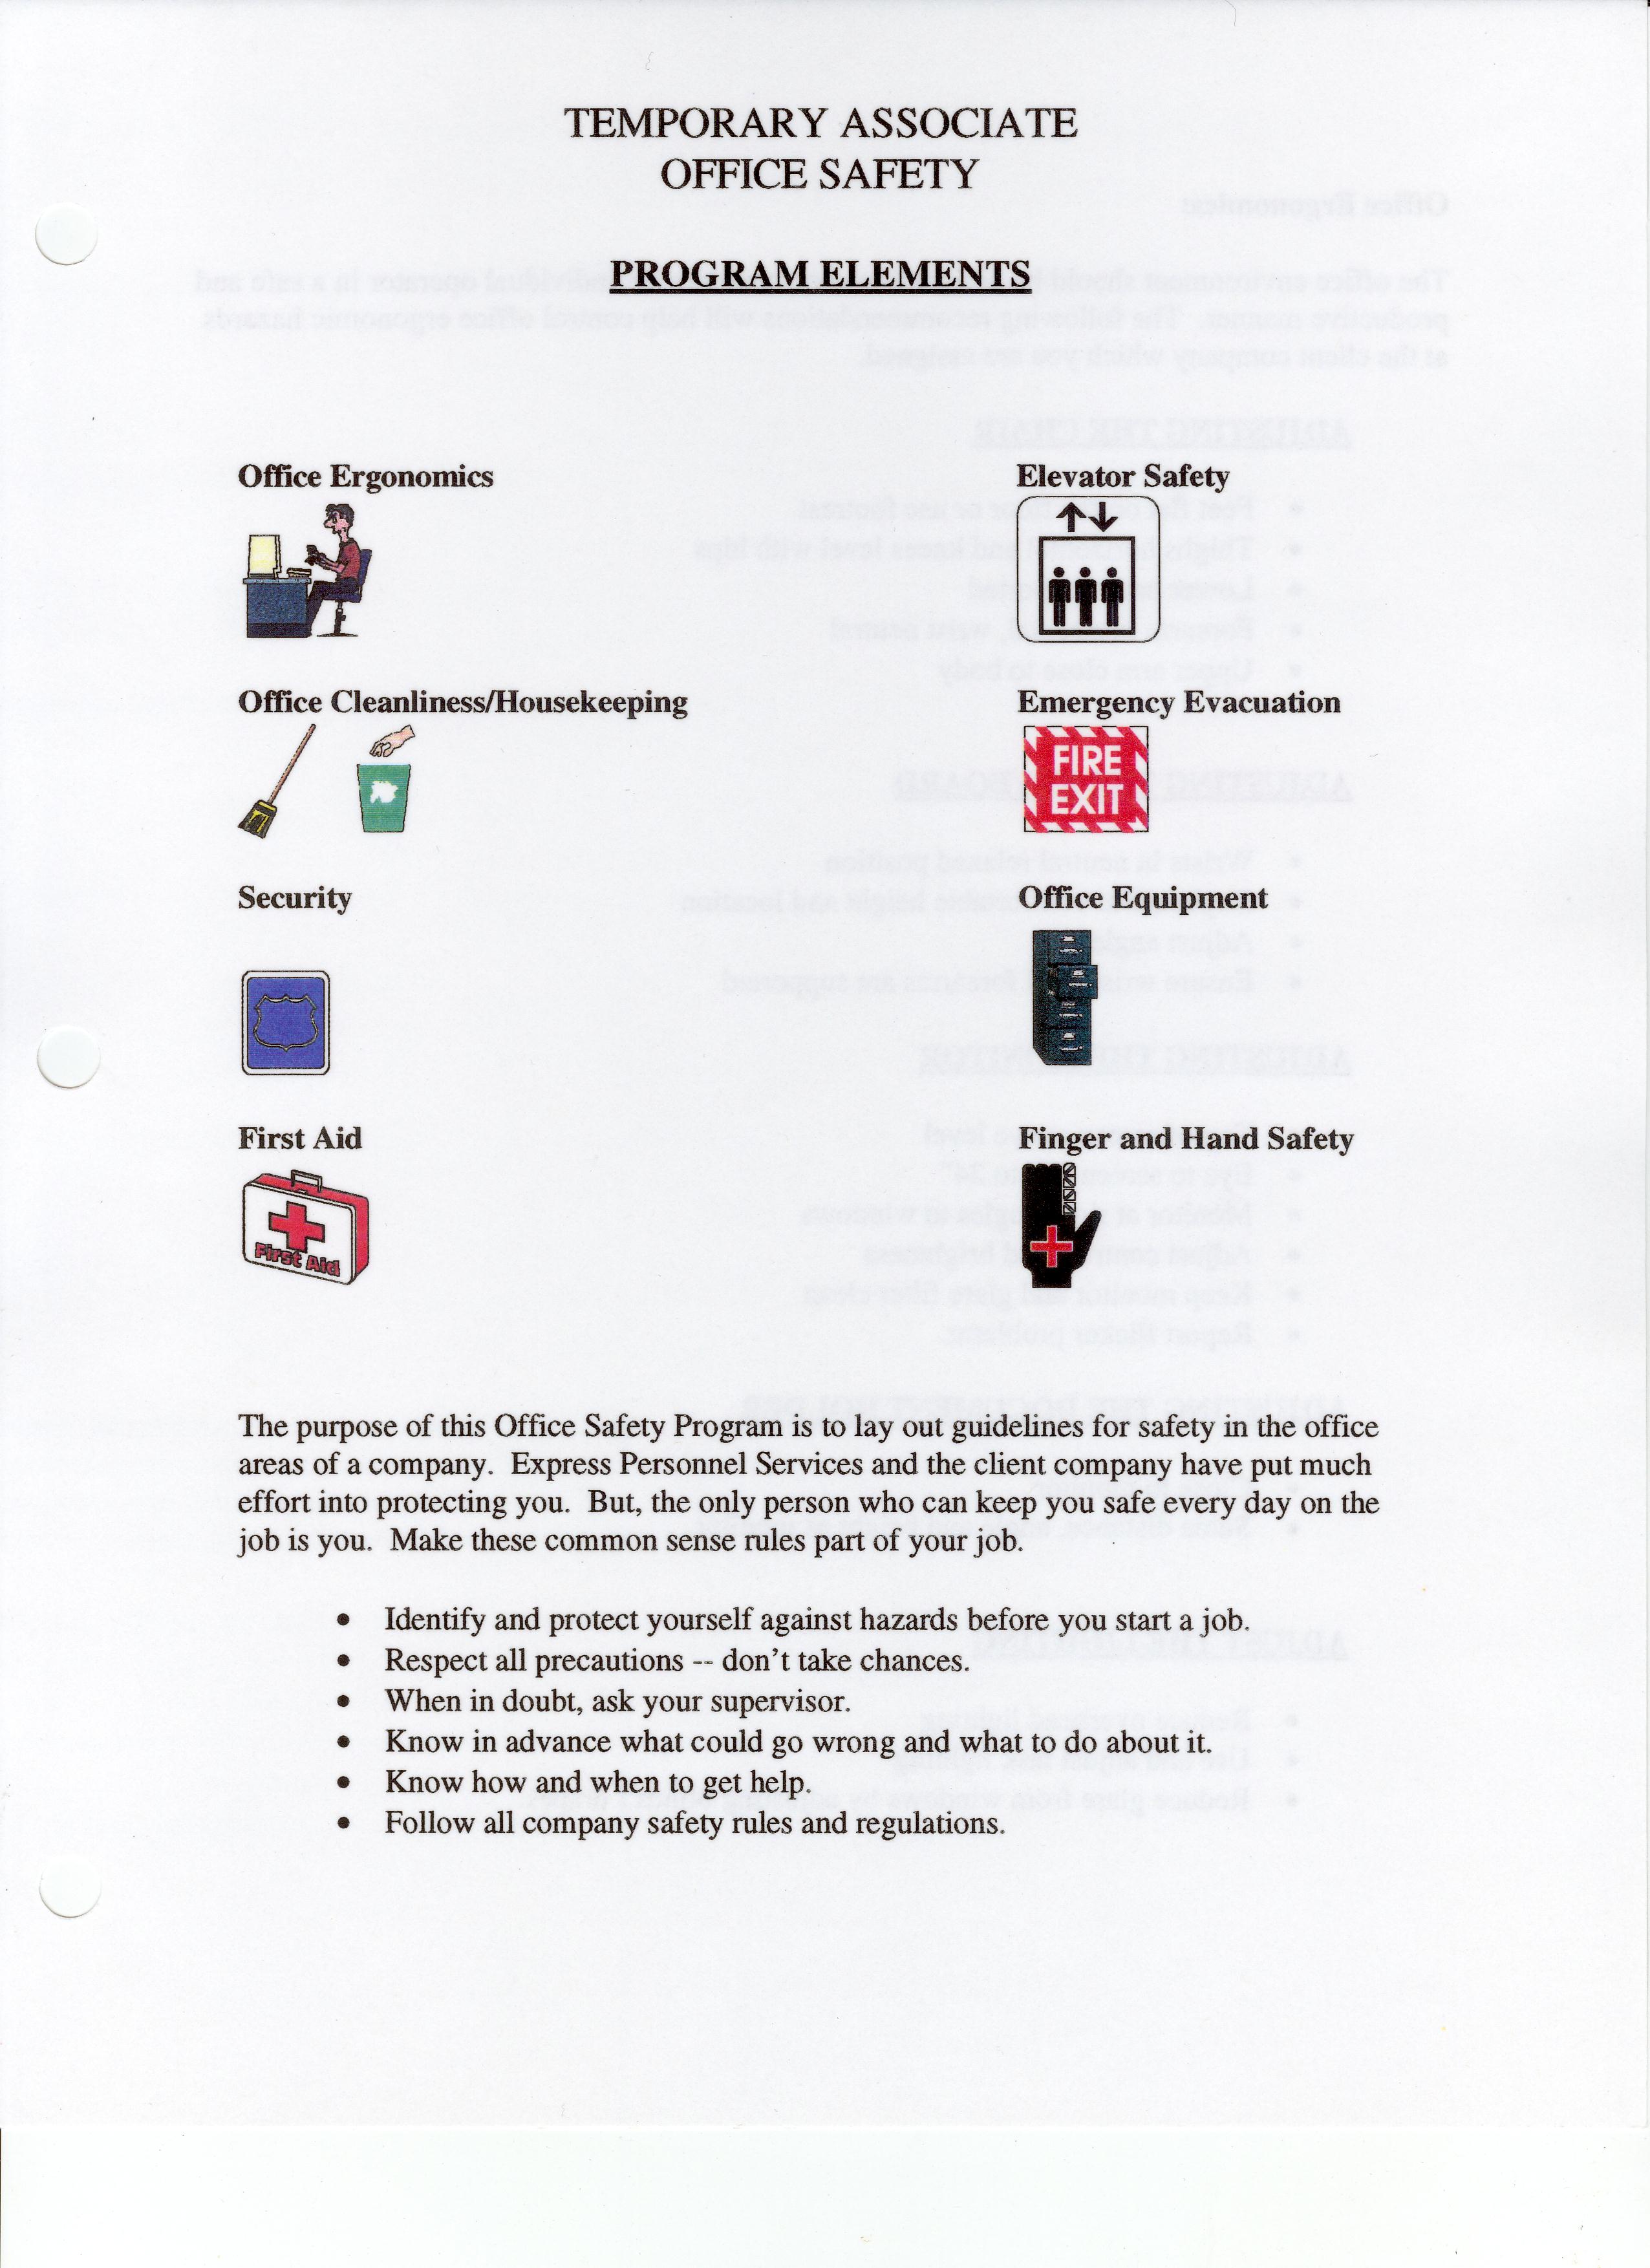 TEMPORARY ASSOCIATE
OFFICE SAFETY
PROGRAM ELEMENTS
Office Ergonomics
Elevator Safety
Office Cleanliness/Housekeeping
Emergency Evacuation
FIRE
EXIT
Security
Office Equipment
First Aid
First Aid
Finger and Hand Safety
The purpose of this Office Safety Program is to lay out guidelines for safety in the office
areas of a company. Express Personnel Services and the client company have put much
effort into protecting you. But, the only person who can keep you safe every day on the
job is you. Make these common sense rules part of your job.
• Identify and protect yourself against hazards before you start a job.
• Respect all precautions -- don't take chances.
• When in doubt, ask your supervisor.
• Know in advance what could go wrong and what to do about it.
• Know how and when to get help.
• Follow all company safety rules and regulations.